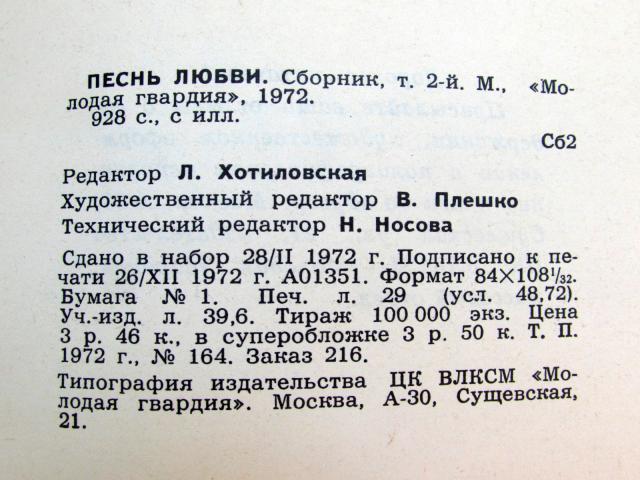 ПЕСНЬ ЛЮБВИ. Сборник, т. 2-й. М., «Мо-
лодая гвардия», 1972.
928 с., с илл.
Сб2
Редактор Л. Хотиловская
Художественный редактор В. Плешко
Технический редактор Н. Носова
Сдано в набор 28/II 1972 г. Подписано к пе-
чати 26/XII 1972 г. А01351. Формат 84×108¹/₃₂.
Бумага № 1. Печ. л. 29 (усл. 48,72).
Уч.-изд. л. 39,6. Тираж 100 000 экз. Цена
3 р. 46 к., в суперобложке 3 р. 50 к. Т. П.
1972 г., № 164. Заказ 216.
Типография издательства ЦК ВЛКСМ «Мо-
лодая гвардия». Москва, А-30, Сущевская,
21.